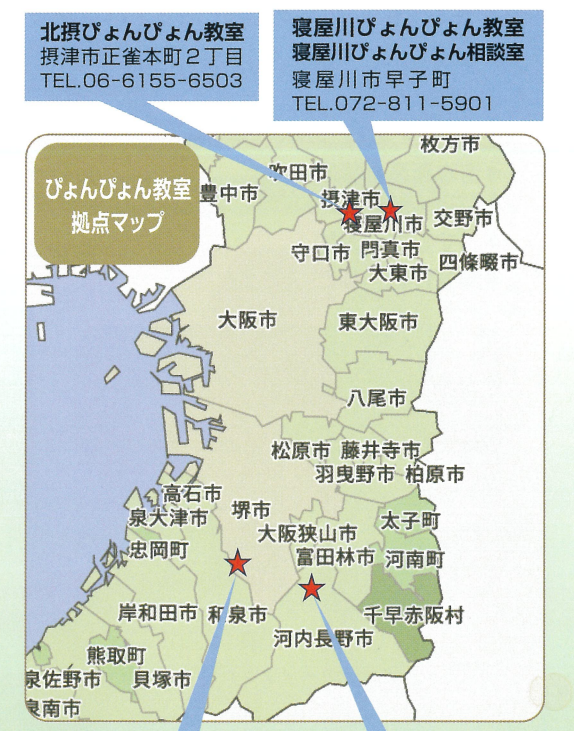 北摂ぴょんぴょん教室
摂津市正雀本町２丁目
TEL.06-6155-6503
寝屋川ぴょんぴょん教室
寝屋川ぴょんぴょん相談室
寝屋川市早子町
TEL.072-811-5901
ぴょんぴょん教室
拠点マップ
枚方市
吹田市
豊中市
摂津市
寝屋川市
交野市
守口市
門真市
四條畷市
大東市
大阪市
東大阪市
八尾市
松原市
藤井寺市
羽曳野市
柏原市
高石市
堺市
泉大津市
太子町
大阪狭山市
忠岡町
富田林市
河南町
岸和田市
和泉市
千早赤阪村
河内長野市
熊取町
泉佐野市
貝塚市
泉南市